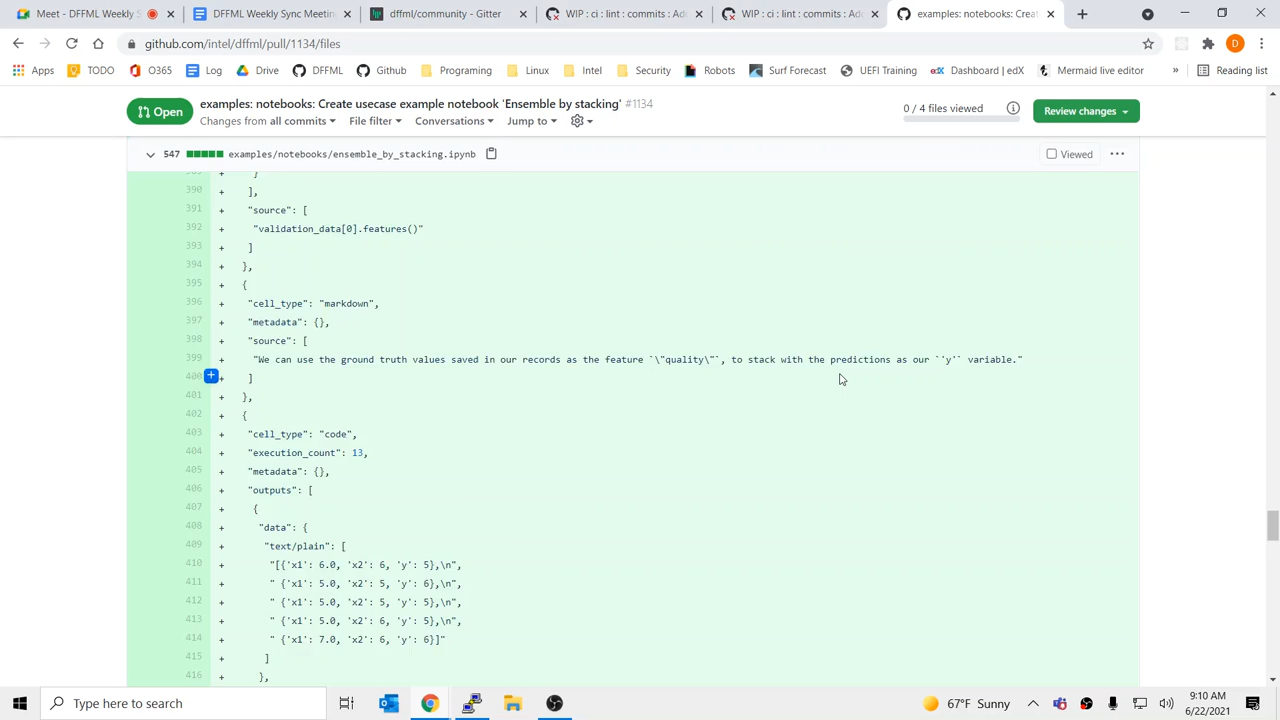 Meet - DFFML Weekly S
DFFML Weekly Sync Meetin
dffml/community - Gitter
WIP : ci : lint : commits : Ad
WIP : ci : lint : commits : Ad
examples: notebooks: Crea
github.com/intel/dffml/pull/1134/files
D
Apps
TODO
O365
Log
Drive
DFFML
Github
Programing
Linux
Intel
Security
Robots
Surf Forecast
UEFI Training
Dashboard | edX
Mermaid live editor
»
Reading list
Open
examples: notebooks: Create usecase example notebook 'Ensemble by stacking' #1134
Changes from all commits
File filter
Conversations
Jump to
0 / 4 files viewed
Review changes
547 examples/notebooks/ensemble_by_stacking.ipynb
Viewed
389 + }
390 + ],
391 + "source": [
392 + "validation_data[0].features()"
393 + ]
394 + },
395 + {
396 + "cell_type": "markdown",
397 + "metadata": {},
398 + "source": [
399 + "We can use the ground truth values saved in our records as the feature `\"quality\"`, to stack with the predictions as our `'y'` variable."
400 + ]
401 + },
402 + {
403 + "cell_type": "code",
404 + "execution_count": 13,
405 + "metadata": {},
406 + "outputs": [
407 + {
408 + "data": {
409 + "text/plain": [
410 + "[{'x1': 6.0, 'x2': 6, 'y': 5},\n",
411 + " {'x1': 5.0, 'x2': 5, 'y': 6},\n",
412 + " {'x1': 5.0, 'x2': 5, 'y': 5},\n",
413 + " {'x1': 5.0, 'x2': 6, 'y': 5},\n",
414 + " {'x1': 7.0, 'x2': 6, 'y': 6}]"
415 + ]
416 + },
Type here to search
67°F Sunny
9:10 AM
6/22/2021